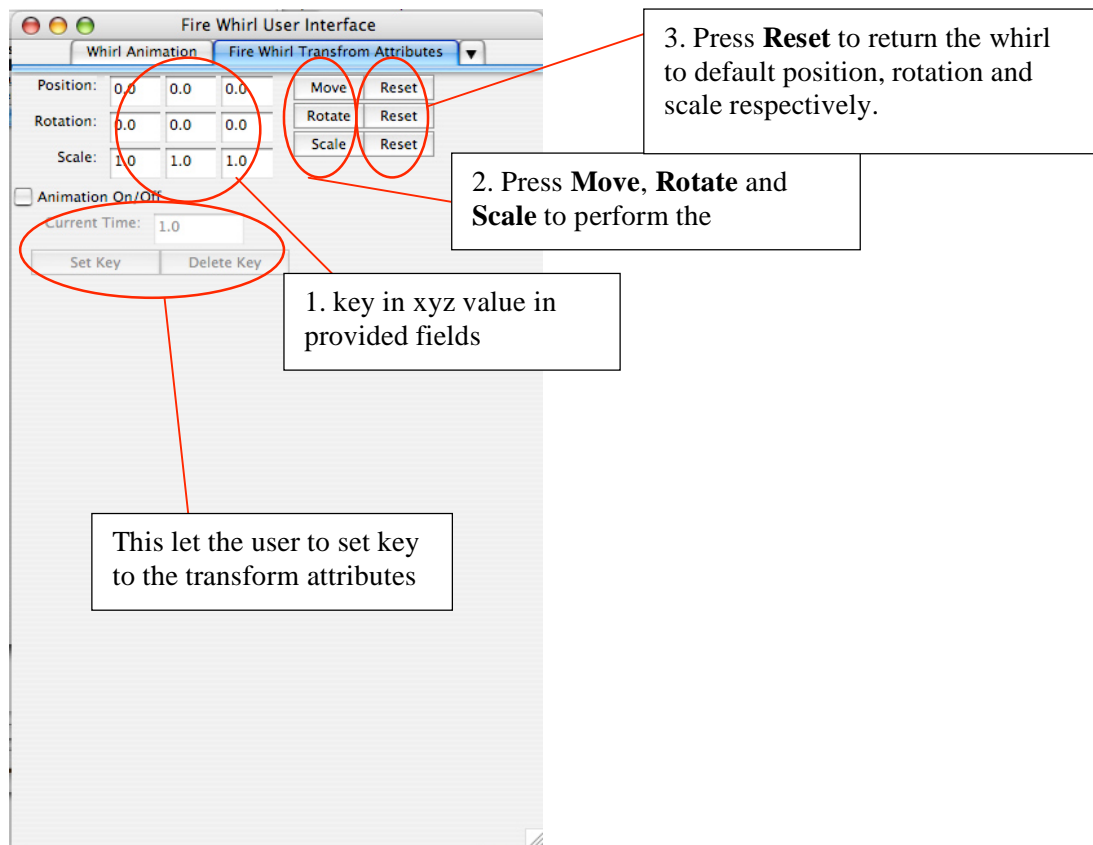 Fire Whirl User Interface
Whirl Animation Fire Whirl Transfrom Attributes
Position: 0.0 0.0 0.0 Move Reset
Rotation: 0.0 0.0 0.0 Rotate Reset
Scale: 1.0 1.0 1.0 Scale Reset
Animation On/Off
Current Time: 1.0
Set Key Delete Key
3. Press Reset to return the whirl
to default position, rotation and
scale respectively.
2. Press Move, Rotate and
Scale to perform the
1. key in xyz value in
provided fields
This let the user to set key
to the transform attributes